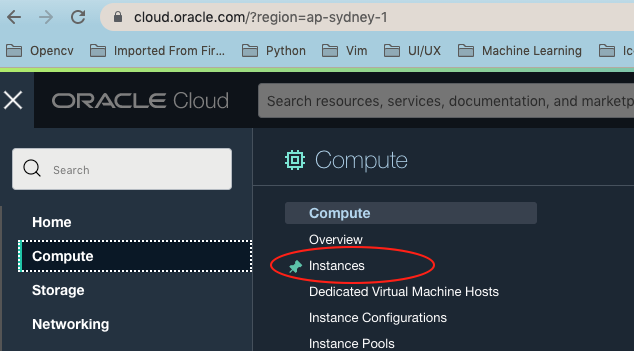 cloud.oracle.com/?region=ap-sydney-1
Opencv Imported From Fir... Python Vim UI/UX Machine Learning
ORACLE Cloud Search resources, services, documentation, and marketp
Search
Home
Compute
Storage
Networking
Compute
Compute
Overview
Instances
Dedicated Virtual Machine Hosts
Instance Configurations
Instance Pools